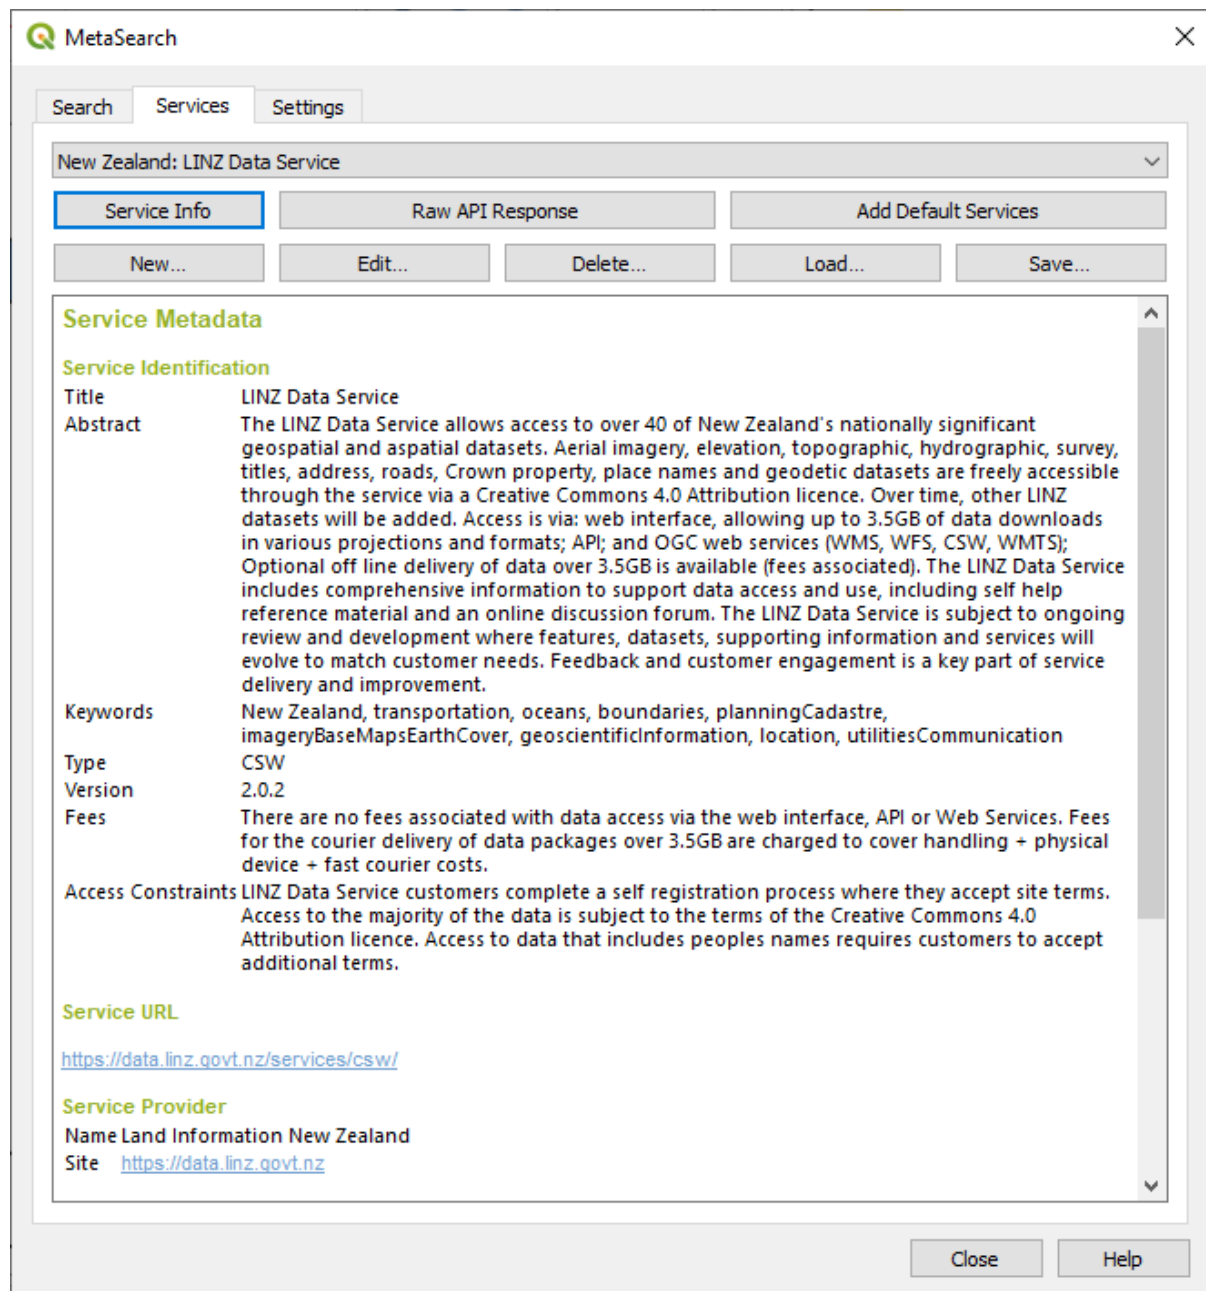 MetaSearch
Search Services Settings
New Zealand: LINZ Data Service
Service Info Raw API Response Add Default Services
New... Edit... Delete... Load... Save...
Service Metadata
Service Identification
Title LINZ Data Service
Abstract The LINZ Data Service allows access to over 40 of New Zealand's nationally significant
geospatial and aspatial datasets. Aerial imagery, elevation, topographic, hydrographic, survey,
titles, address, roads, Crown property, place names and geodetic datasets are freely accessible
through the service via a Creative Commons 4.0 Attribution licence. Over time, other LINZ
datasets will be added. Access is via: web interface, allowing up to 3.5GB of data downloads
in various projections and formats; API; and OGC web services (WMS, WFS, CSW, WMTS);
Optional off line delivery of data over 3.5GB is available (fees associated). The LINZ Data Service
includes comprehensive information to support data access and use, including self help
reference material and an online discussion forum. The LINZ Data Service is subject to ongoing
review and development where features, datasets, supporting information and services will
evolve to match customer needs. Feedback and customer engagement is a key part of service
delivery and improvement.
Keywords New Zealand, transportation, oceans, boundaries, planningCadastre,
imageryBaseMapsEarthCover, geoscientificInformation, location, utilitiesCommunication
Type CSW
Version 2.0.2
Fees There are no fees associated with data access via the web interface, API or Web Services. Fees
for the courier delivery of data packages over 3.5GB are charged to cover handling + physical
device + fast courier costs.
Access Constraints LINZ Data Service customers complete a self registration process where they accept site terms.
Access to the majority of the data is subject to the terms of the Creative Commons 4.0
Attribution licence. Access to data that includes peoples names requires customers to accept
additional terms.
Service URL
https://data.linz.govt.nz/services/csw/
Service Provider
Name Land Information New Zealand
Site https://data.linz.govt.nz
Close Help